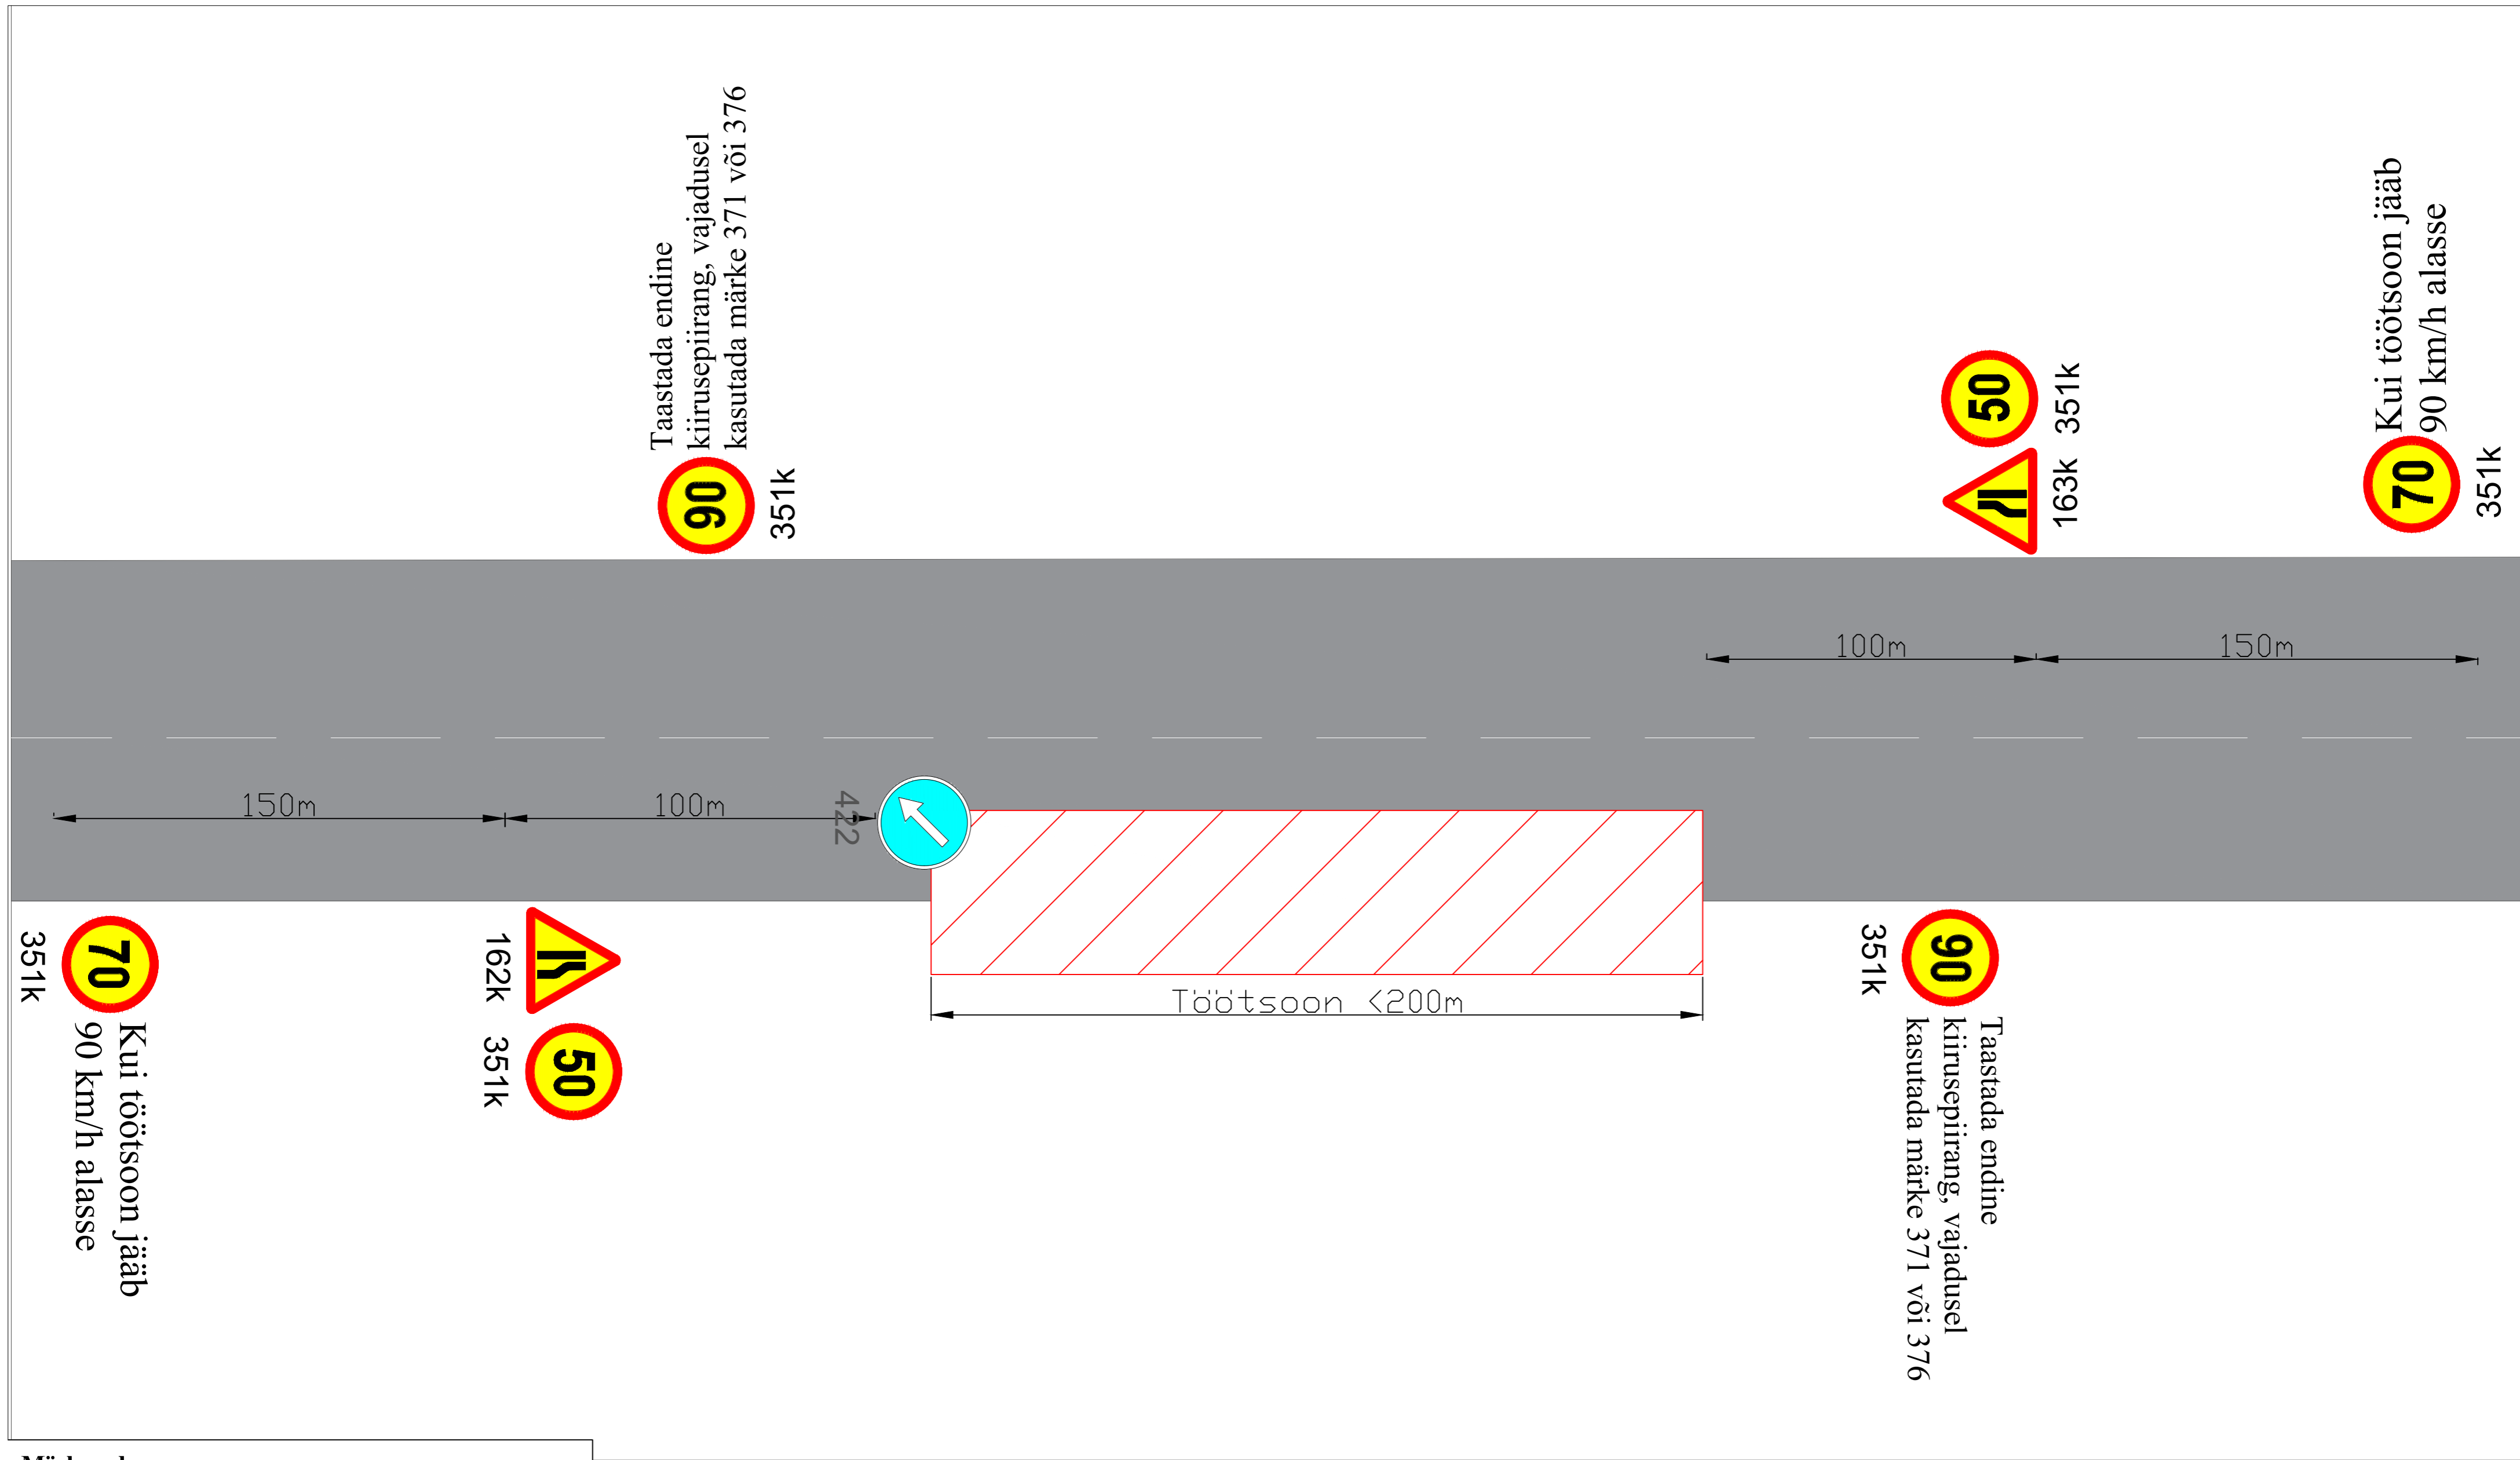 Taastada endine
kiirusepiirang, vajadusel
kasutada märke 371 või 376
90
351k
50
351k
163k
Kui töötsoon jääb
90 km/h alasse
70
351k
100m
150m
150m
100m
422
Töötsoon <200m
351k
70
Kui töötsoon jääb
90 km/h alasse
162k
351k
50
351k
90
Taastada endine
kiirusepiirang, vajadusel
kasutada märke 371 või 376